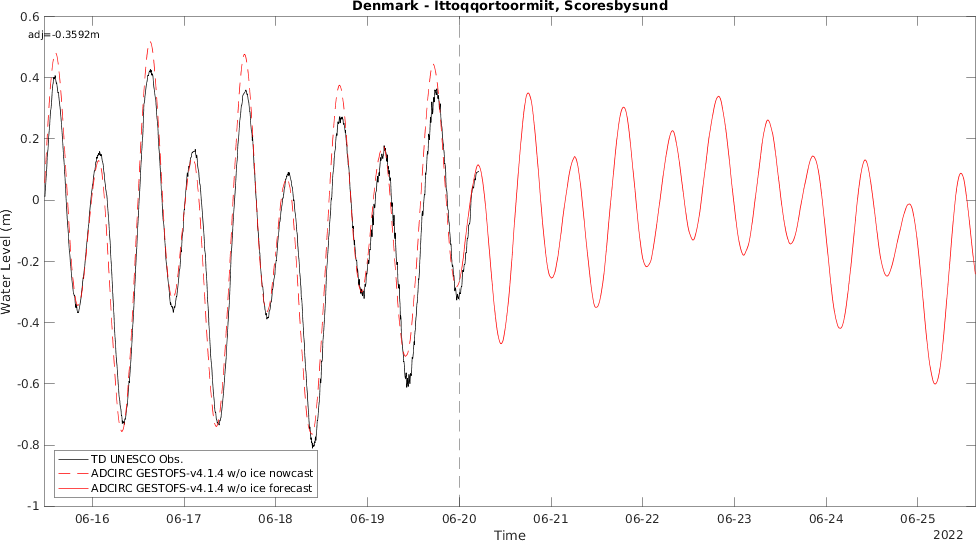 Denmark - Ittoqqortoormiit, Scoresbysund
adj=-0.3592m
0.6
0.4
0.2
0
-0.2
-0.4
-0.6
-0.8
-1
Water Level (m)
TD UNESCO Obs.
ADCIRC GESTOFS-v4.1.4 w/o ice nowcast
ADCIRC GESTOFS-v4.1.4 w/o ice forecast
06-16 06-17 06-18 06-19 06-20 06-21 06-22 06-23 06-24 06-25
Time
2022